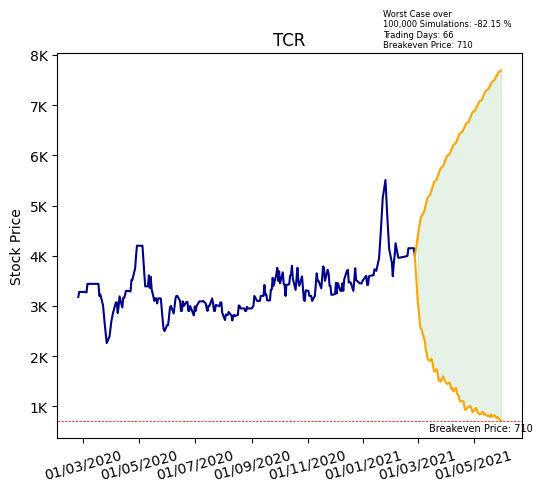 Worst Case over
100,000 Simulations: -82.15 %
Trading Days: 66
Breakeven Price: 710
TCR
8K
7K
6K
5K
4K
3K
2K
1K
Stock Price
Breakeven Price: 710
01/03/2020
01/05/2020
01/07/2020
01/09/2020
01/11/2020
01/01/2021
01/03/2021
01/05/2021